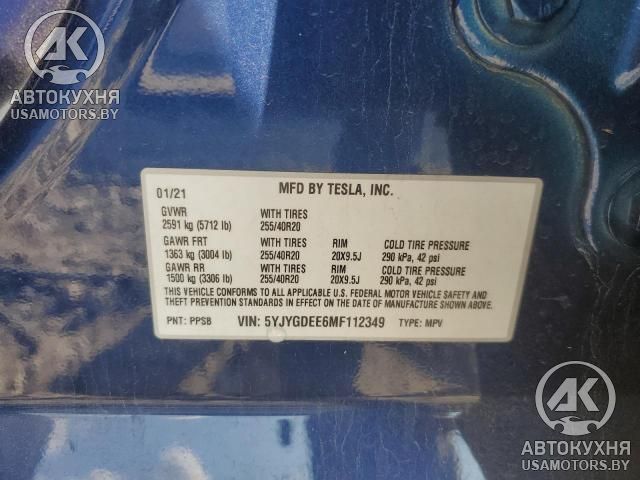 AK
АВТОКУХНЯ
USAMOTORS.BY
01/21 MFD BY TESLA, INC.
GVWR WITH TIRES
2591 kg (5712 lb) 255/40R20
GAWR FRT WITH TIRES RIM COLD TIRE PRESSURE
1363 kg (3004 lb) 255/40R20 20X9.5J 290 kPa, 42 psi
GAWR RR WITH TIRES RIM COLD TIRE PRESSURE
1500 kg (3306 lb) 255/40R20 20X9.5J 290 kPa, 42 psi
THIS VEHICLE CONFORMS TO ALL APPLICABLE U.S. FEDERAL MOTOR VEHICLE SAFETY AND
THEFT PREVENTION STANDARDS IN EFFECT ON THE DATE OF MANUFACTURE SHOWN ABOVE.
PNT: PPSB VIN: 5YJYGDEE6MF112349 TYPE: MPV
AK
АВТОКУХНЯ
USAMOTORS.BY